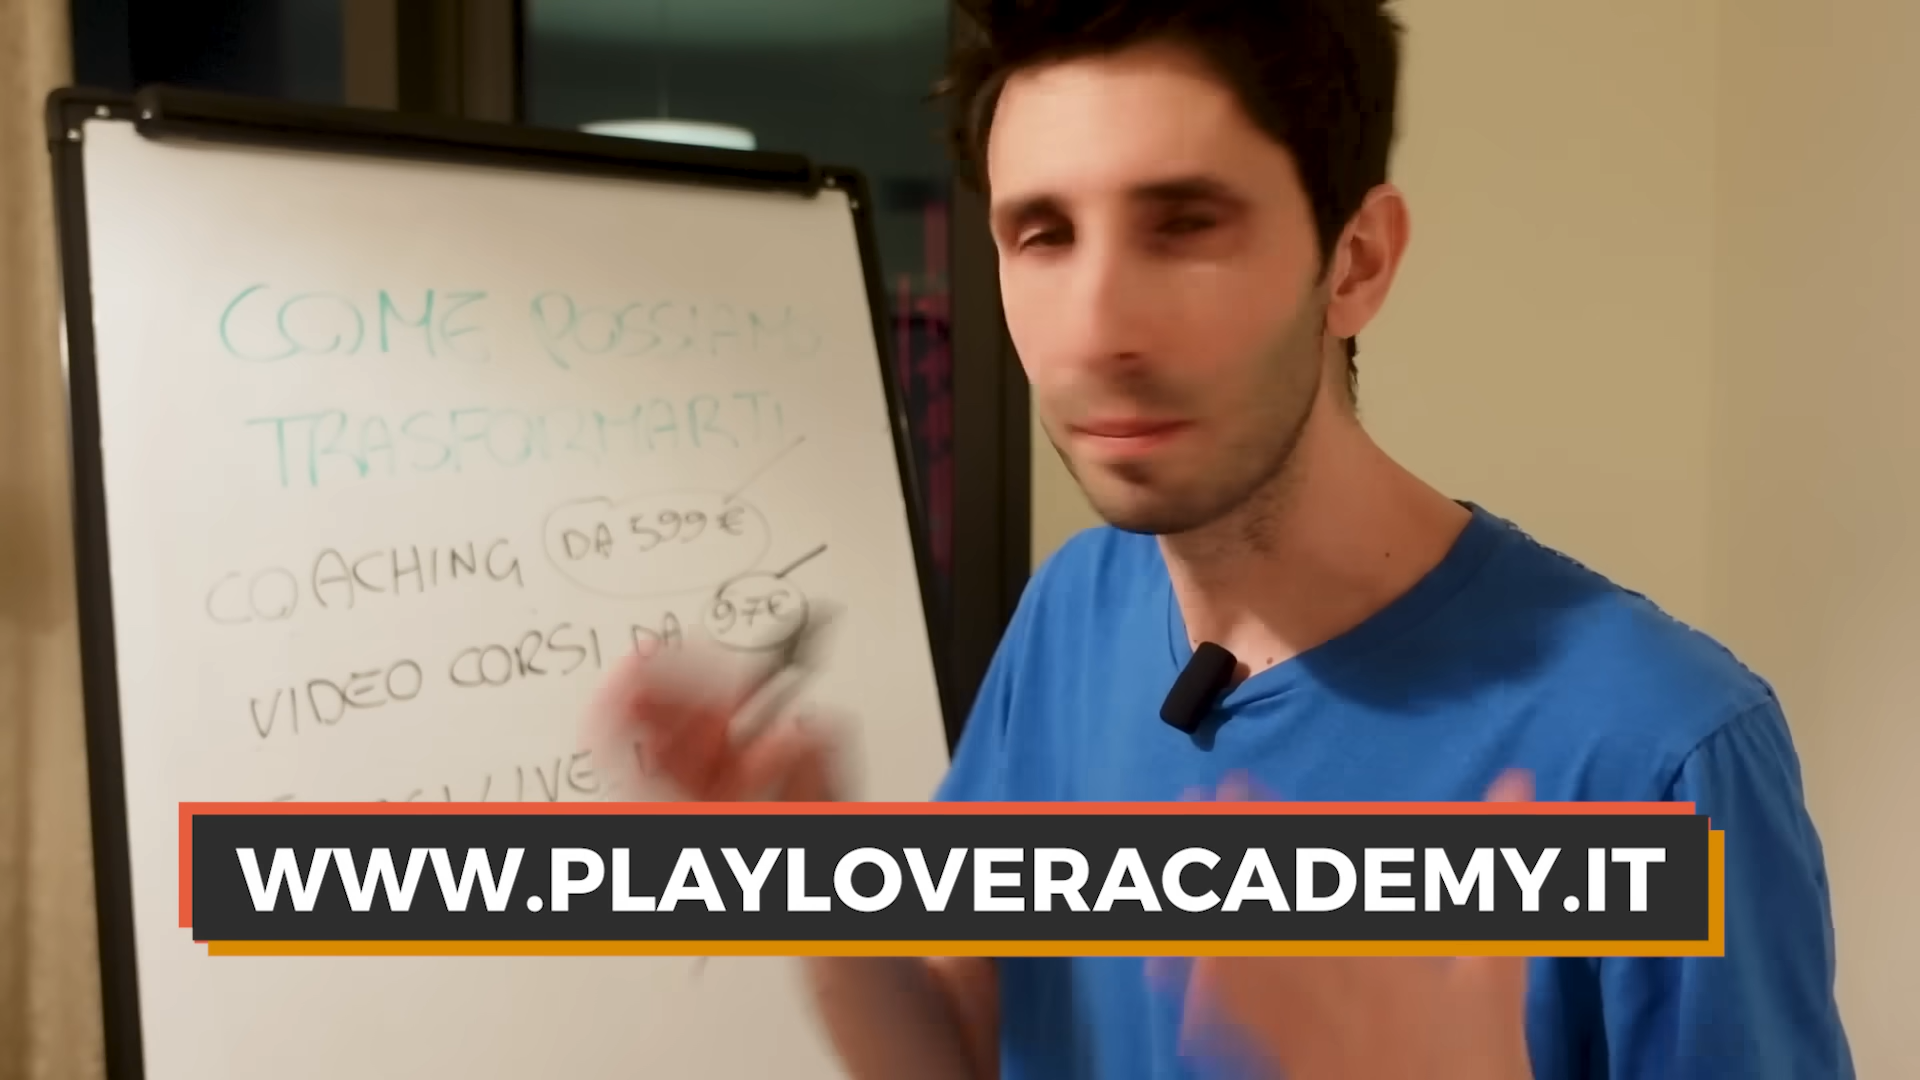 COME POSSIAMO
TRASFORMARTI
COACHING DA 599€
VIDEO CORSI DA 97€
WWW.PLAYLOVERACADEMY.IT